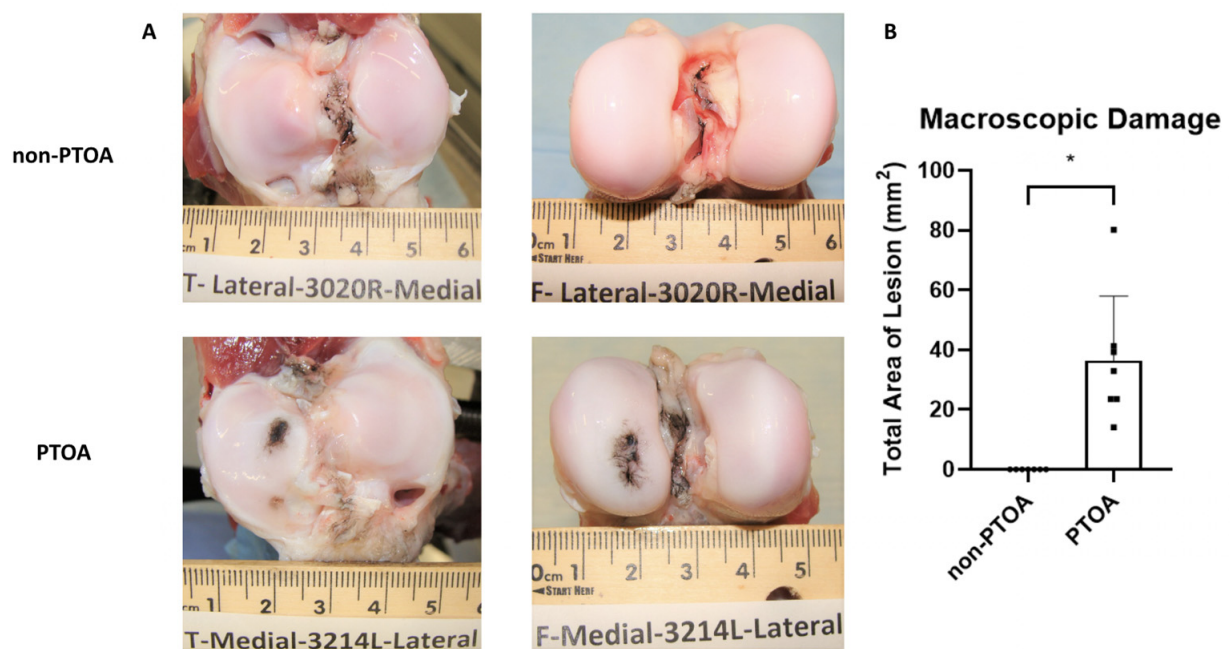 A
B
non-PTOA
cm 1 2 3 4 5 6
T- Lateral-3020R-Medial
0cm 1 2 3 4 5 6
START HERE
F- Lateral-3020R-Medial
PTOA
cm 1 2 3 4 5 6
T-Medial-3214L-Lateral
0cm 1 2 3 4 5
START HERE
F-Medial-3214L-Lateral
Macroscopic Damage
*
Total Area of Lesion (mm²)
100
80
60
40
20
0
non-PTOA
PTOA